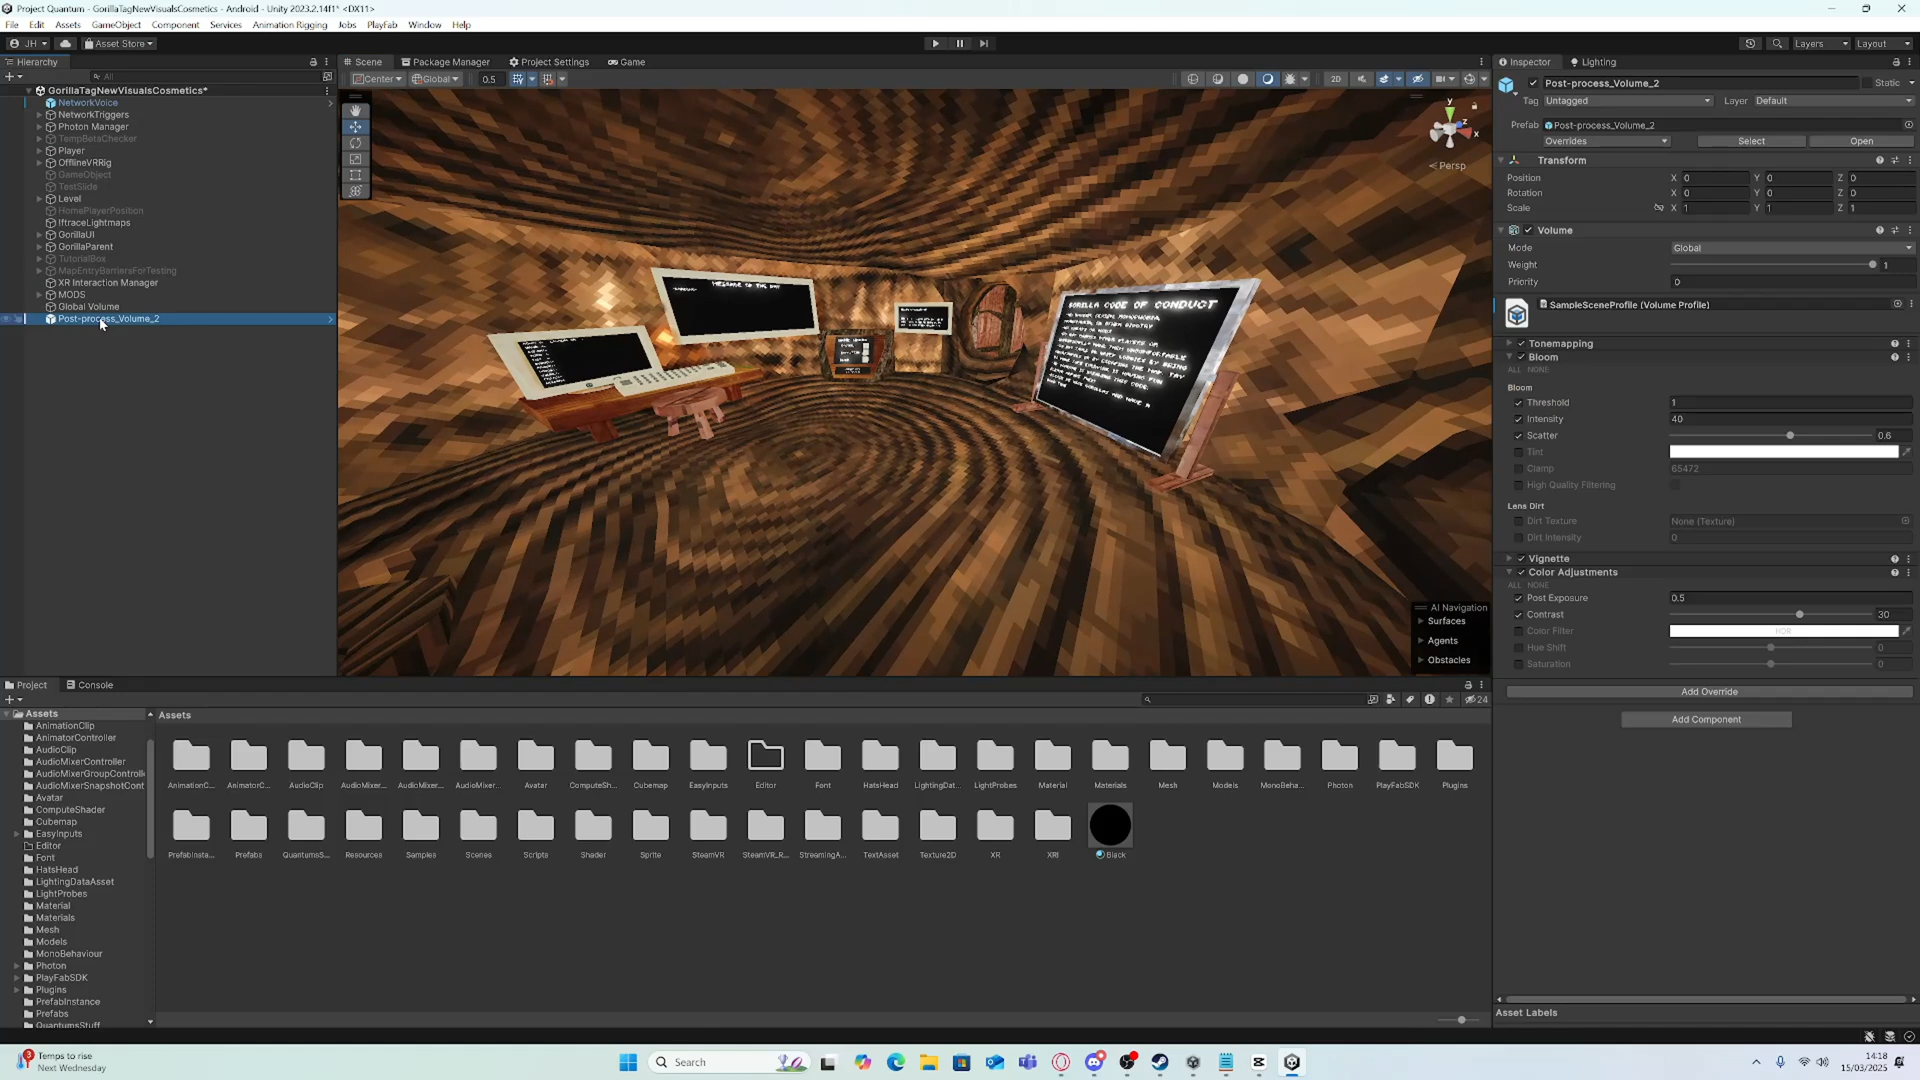 Project Quantum - GorillaTagNewVisualsCosmetics - Android - Unity 2023.2.14f1* <DX11>
File Edit Assets GameObject Component Services Animation Rigging Jobs PlayFab Window Help
JH Asset Store Layers Layout
Hierarchy
All
GorillaTagNewVisualsCosmetics*
NetworkVoice
NetworkTriggers
Photon Manager
TempBetaChecker
Player
OfflineVRRig
GameObject
TestSlide
Level
HomePlayerPosition
IftraceLightmaps
GorillaUI
GorillaParent
TutorialBox
MapEntryBarriersForTesting
XR Interaction Manager
MODS
Global Volume
Post-process_Volume_2
Scene Package Manager Project Settings Game
Center Global 0.5 2D
y
z
x
Persp
GORILLA CODE OF CONDUCT
AI Navigation
Surfaces
Agents
Obstacles
Inspector Lighting
Post-process_Volume_2 Static
Tag Untagged Layer Default
Prefab Post-process_Volume_2
Overrides Select Open
Transform
Position X 0 Y 0 Z 0
Rotation X 0 Y 0 Z 0
Scale X 1 Y 1 Z 1
Volume
Mode Global
Weight 1
Priority 0
SampleSceneProfile (Volume Profile)
Tonemapping
Bloom
ALL NONE
Bloom
Threshold 1
Intensity 40
Scatter 0.6
Tint
Clamp 65472
High Quality Filtering
Lens Dirt
Dirt Texture None (Texture)
Dirt Intensity 0
Vignette
Color Adjustments
ALL NONE
Post Exposure 0.5
Contrast 30
Color Filter HDR
Hue Shift 0
Saturation 0
Add Override
Add Component
Asset Labels
Project Console
24
Assets
AnimationClip
AnimatorController
AudioClip
AudioMixerController
AudioMixerGroupControll
AudioMixerSnapshotCont
Avatar
ComputeShader
Cubemap
EasyInputs
Editor
Font
HatsHead
LightingDataAsset
LightProbes
Material
Materials
Mesh
Models
MonoBehaviour
Photon
PlayFabSDK
Plugins
PrefabInstance
Prefabs
QuantumsStuff
Assets
AnimationC... AnimatorC... AudioClip AudioMixer... AudioMixer... AudioMixer... Avatar ComputeSh... Cubemap EasyInputs Editor Font HatsHead LightingDat... LightProbes Material Materials Mesh Models MonoBeha... Photon PlayFabSDK Plugins
PrefabInsta... Prefabs QuantumsS... Resources Samples Scenes Scripts Shader Sprite SteamVR SteamVR_R... StreamingA... TextAsset Texture2D XR XRI Black
3
Temps to rise
Next Wednesday
Search
14:18
15/03/2025